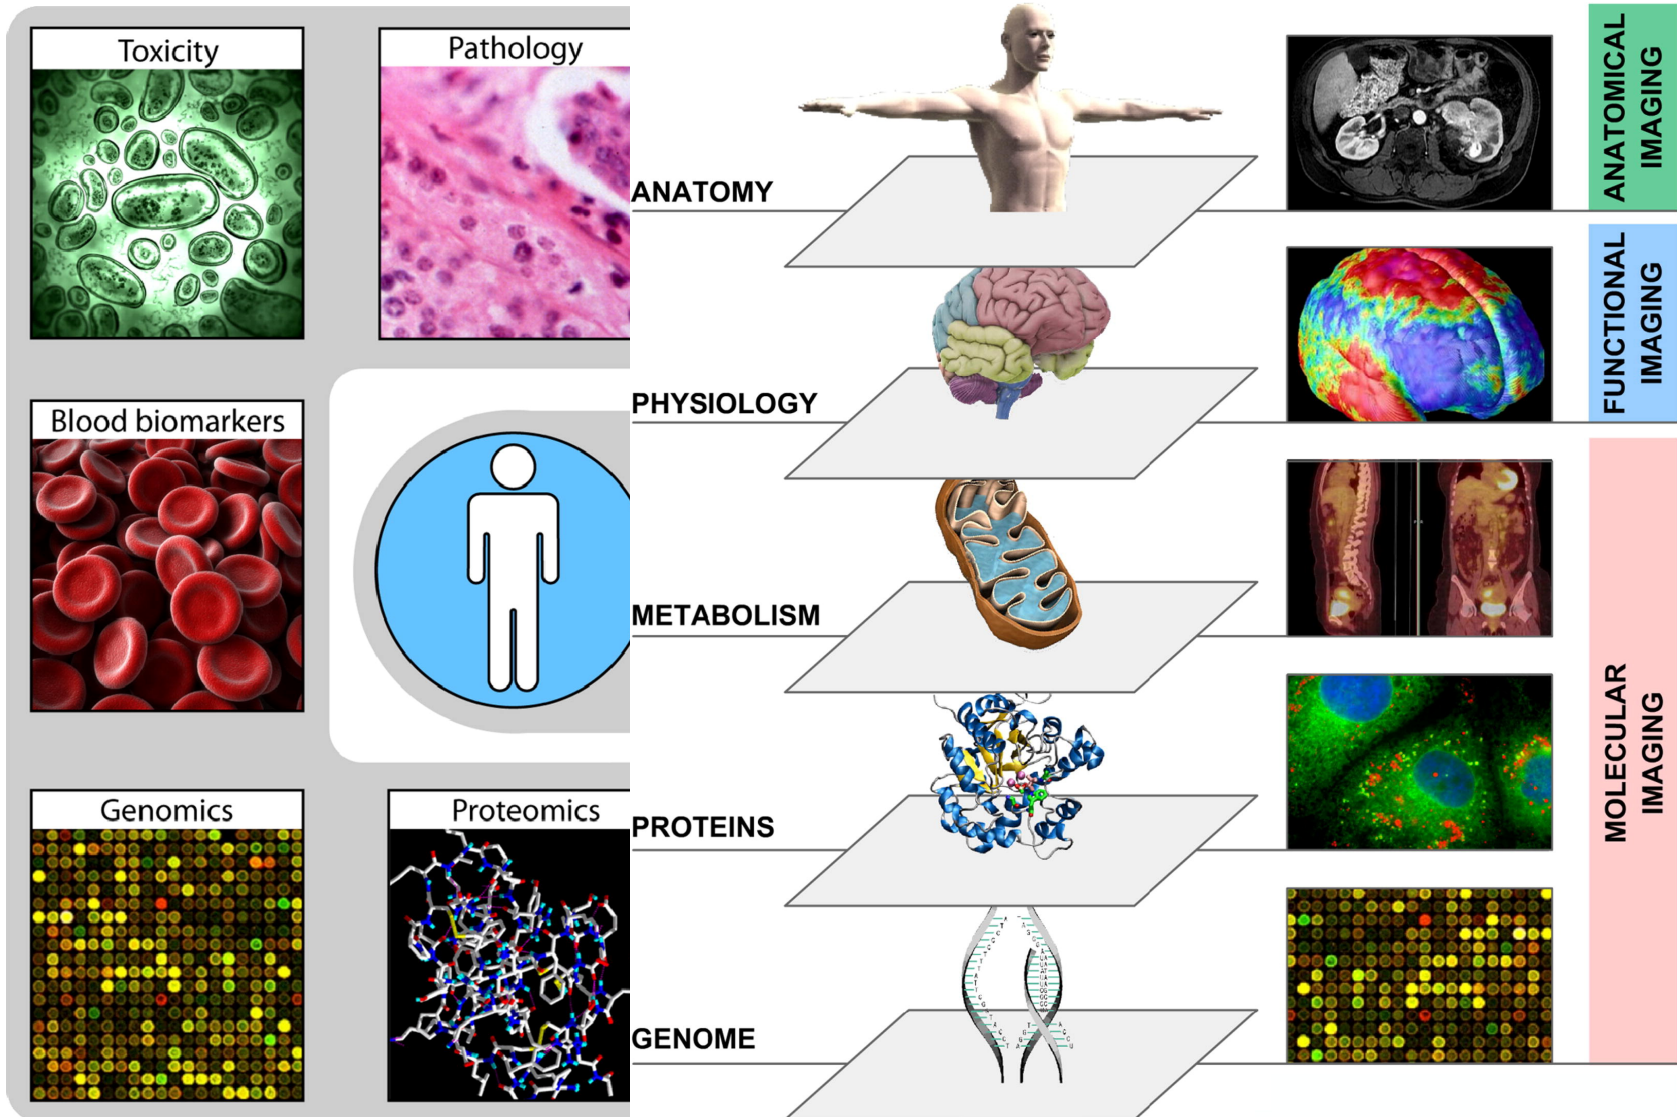 Toxicity
Pathology
Blood biomarkers
Genomics
Proteomics
ANATOMY
PHYSIOLOGY
METABOLISM
PROTEINS
GENOME
ANATOMICAL
IMAGING
FUNCTIONAL
IMAGING
MOLECULAR
IMAGING